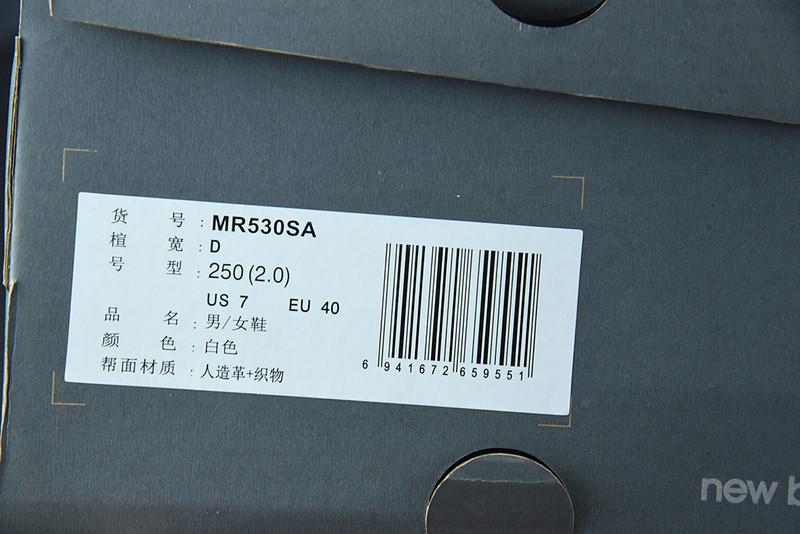 货 号 : MR530SA
楦 宽 : D
号 型 : 250(2.0)
US 7 EU 40
品 名 : 男/女鞋
颜 色 : 白色
帮面材质 : 人造革+织物
6 941672 659551
new b